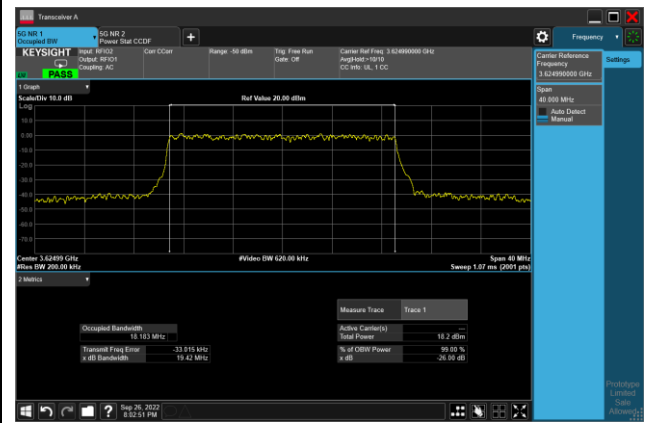 Transceiver A
5G NR 1
Occupied BW
5G NR 2
Power Stat CCDF
Frequency
KEYSIGHT
Input: RFIO2
Output: RFIO1
Coupling: AC
Corr CCorr
Range: -50 dBm
Trig: Free Run
Gate: Off
Carrier Ref Freq: 3.624990000 GHz
Avg|Hold:>10/10
CC Info: UL, 1 CC
PASS
Carrier Reference
Frequency
3.624990000 GHz
Settings
Span
40.000 MHz
Auto Detect
Manual
1 Graph
Scale/Div 10.0 dB
Ref Value 20.00 dBm
Log
10.0
0.00
-10.0
-20.0
-30.0
-40.0
-50.0
-60.0
-70.0
Center 3.62499 GHz
#Video BW 620.00 kHz
Span 40 MHz
#Res BW 200.00 kHz
Sweep 1.07 ms (2001 pts)
2 Metrics
Measure Trace
Trace 1
Occupied Bandwidth
18.183 MHz
Active Carrier(s)
---
Total Power
18.2 dBm
Transmit Freq Error
-33.015 kHz
% of OBW Power
99.00 %
x dB Bandwidth
19.42 MHz
x dB
-26.00 dB
Prototype
Limited
Sale
Allowed
Sep 26, 2022
8:02:51 PM